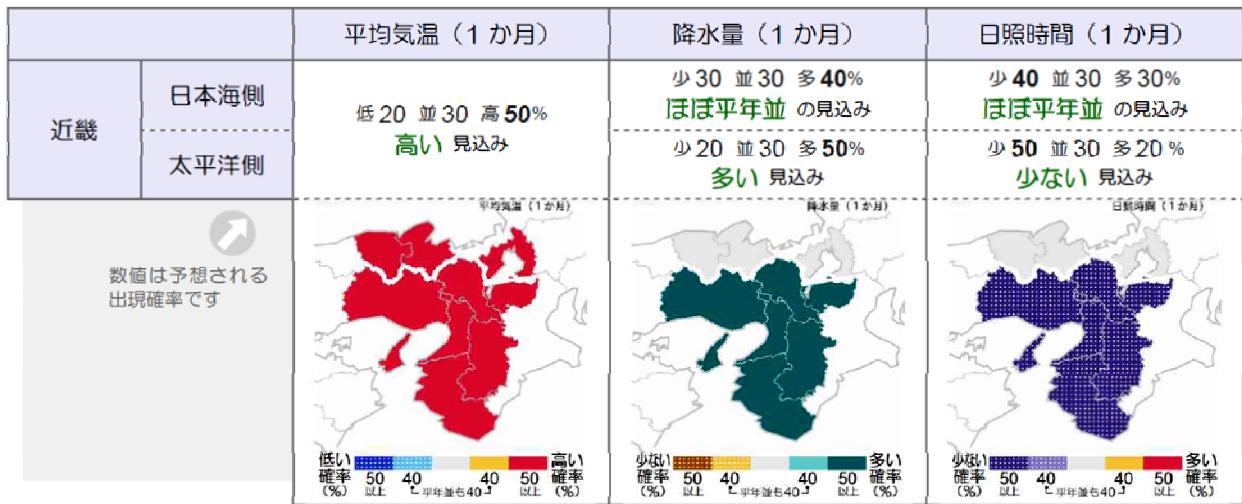 平均気温（1か月） 降水量（1か月） 日照時間（1か月）
近畿
日本海側
太平洋側
低20 並30 高50%
高い 見込み
少30 並30 多40%
ほぼ平年並 の見込み
少20 並30 多50%
多い 見込み
少40 並30 多30%
ほぼ平年並 の見込み
少50 並30 多20%
少ない 見込み
数値は予想される
出現確率です
平均気温（1か月）
低い 高い
確率 50 40 40 50 確率
(%) 以上 平年並も40 以上 (%)
降水量（1か月）
少ない 多い
確率 50 40 40 50 確率
(%) 以上 平年並も40 以上 (%)
日照時間（1か月）
少ない 多い
確率 50 40 40 50 確率
(%) 以上 平年並も40 以上 (%)